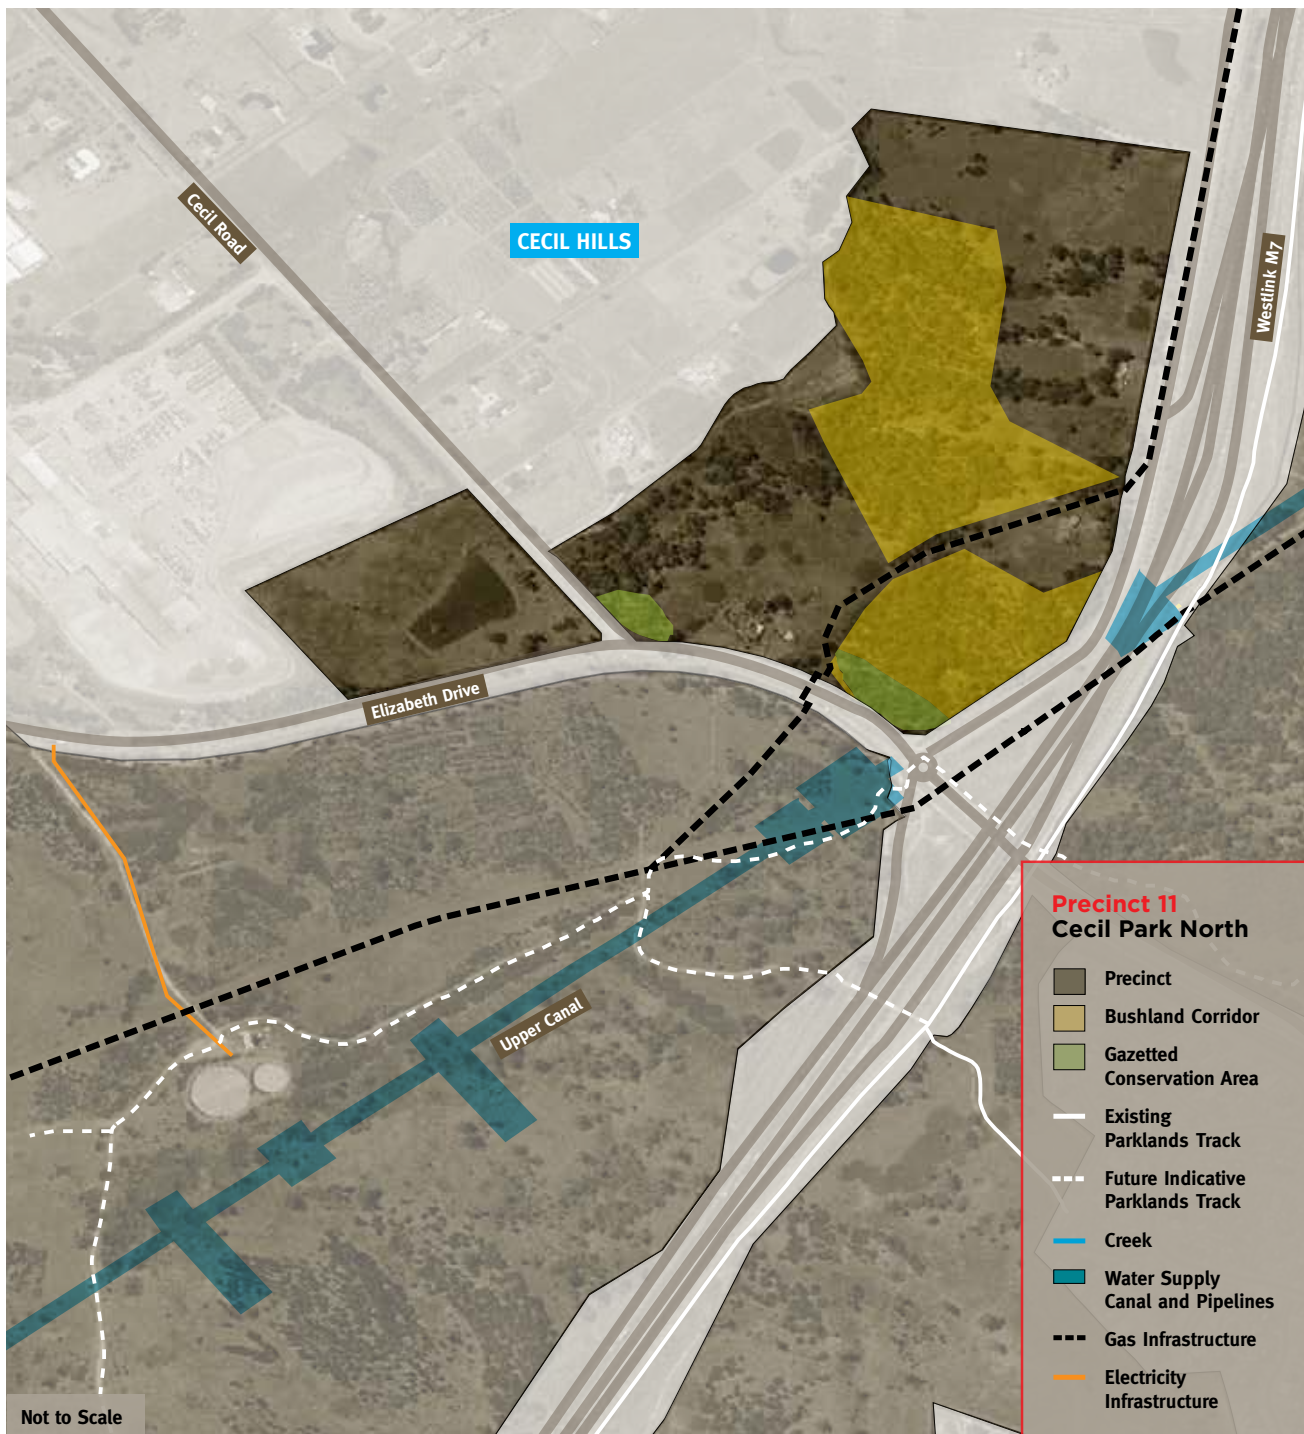 Cecil Road
CECIL HILLS
Westlink M7
Elizabeth Drive
Upper Canal
Precinct 11
Cecil Park North
Precinct
Bushland Corridor
Gazetted
Conservation Area
Existing
Parklands Track
Future Indicative
Parklands Track
Creek
Water Supply
Canal and Pipelines
Gas Infrastructure
Electricity
Infrastructure
Not to Scale